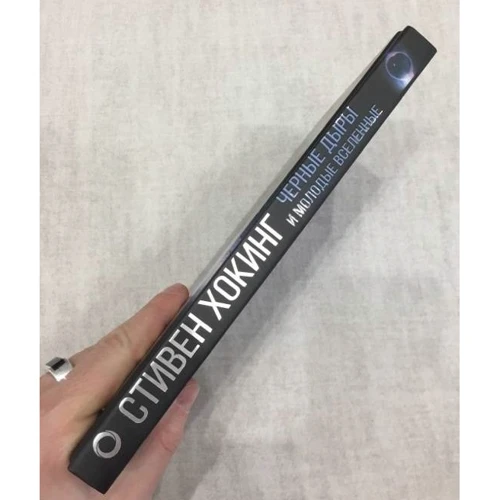 СТИВЕН ХОКИНГ
ЧЕРНЫЕ ДЫРЫ
И МОЛОДЫЕ ВСЕЛЕННЫЕ